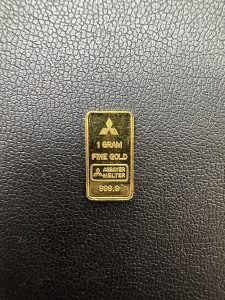 1 GRAM
FINE GOLD
ASSAYER
MELTER
999.9